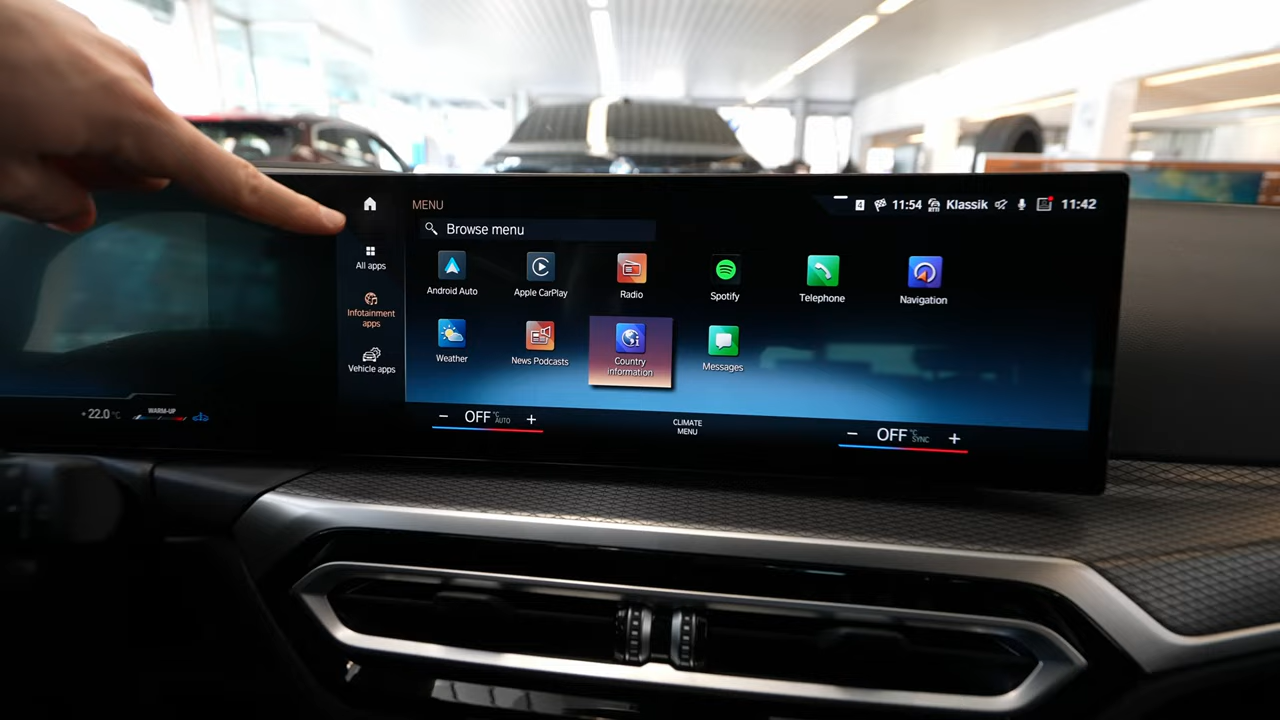 MENU
4 11:54 Klassik 11:42
Browse menu
All apps
Infotainment
apps
Vehicle apps
Android Auto
Apple CarPlay
Radio
Spotify
Telephone
Navigation
Weather
News Podcasts
Country
information
Messages
22.0 °C
WARM-UP
− OFF °C AUTO +
CLIMATE
MENU
− OFF °C SYNC +